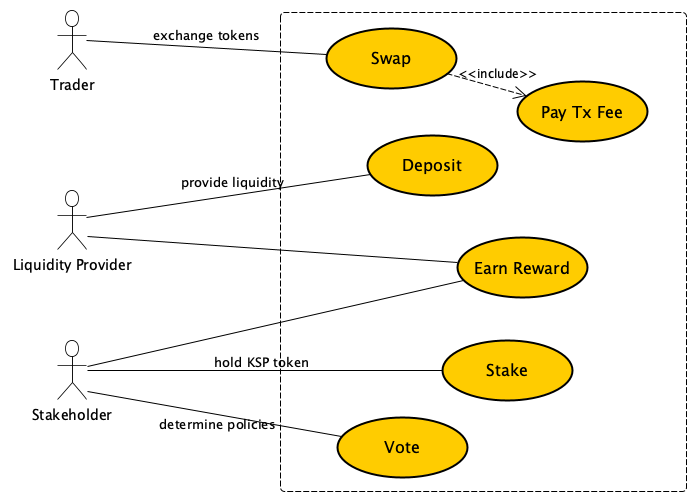 exchange tokens
Trader
Swap
<<include>>
Pay Tx Fee
Deposit
provide liquidity
Liquidity Provider
Earn Reward
hold KSP token
Stake
Stakeholder
determine policies
Vote